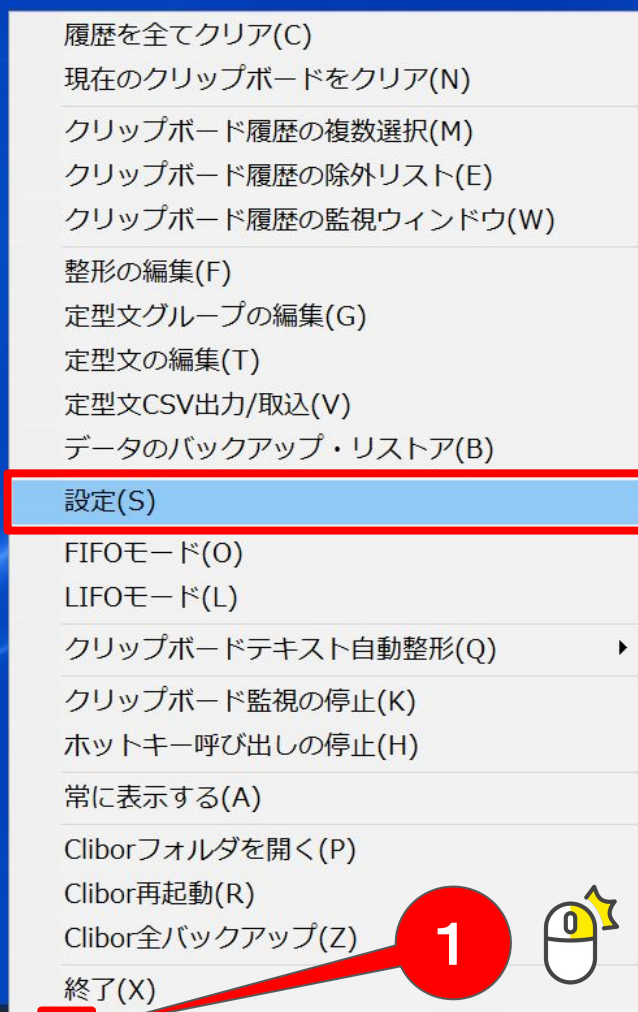 履歴を全てクリア(C)
現在のクリップボードをクリア(N)
クリップボード履歴の複数選択(M)
クリップボード履歴の除外リスト(E)
クリップボード履歴の監視ウィンドウ(W)
整形の編集(F)
定型文グループの編集(G)
定型文の編集(T)
定型文CSV出力/取込(V)
データのバックアップ・リストア(B)
設定(S)
FIFOモード(O)
LIFOモード(L)
クリップボードテキスト自動整形(Q)
クリップボード監視の停止(K)
ホットキー呼び出しの停止(H)
常に表示する(A)
Cliborフォルダを開く(P)
Clibor再起動(R)
Clibor全バックアップ(Z)
1
終了(X)